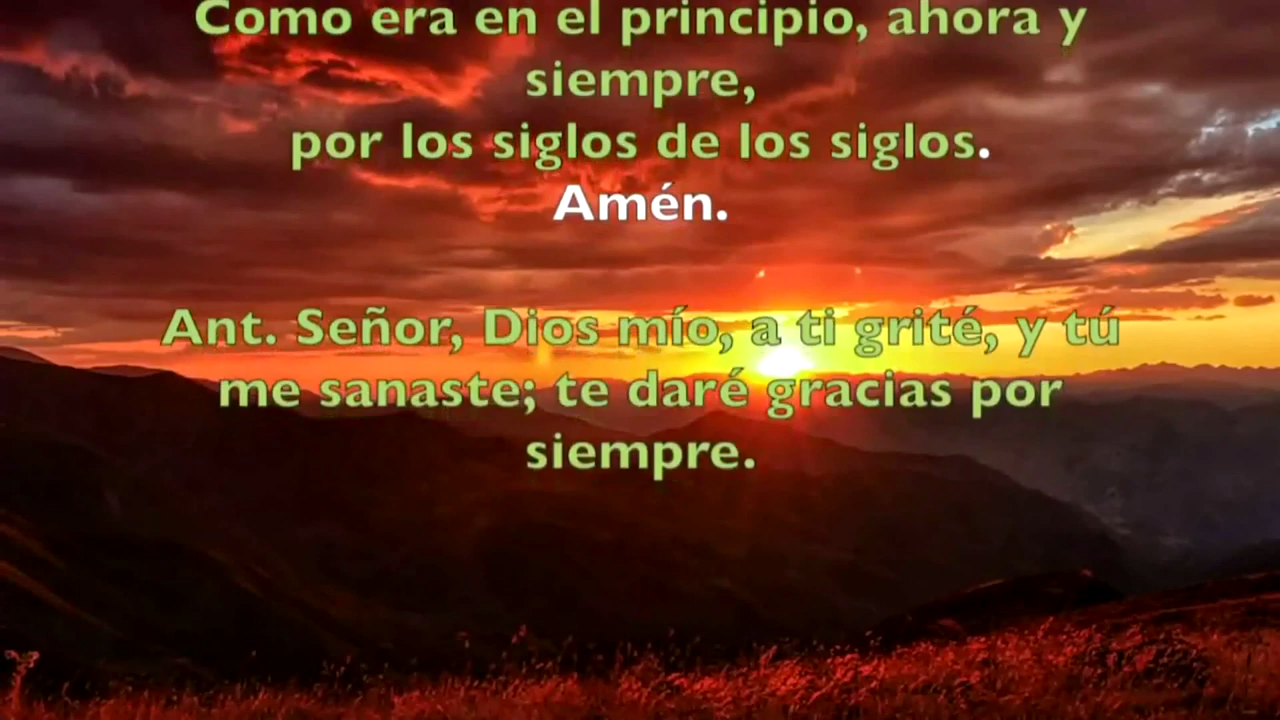 Como era en el principio, ahora y
siempre,
por los siglos de los siglos.
Amén.
Ant. Señor, Dios mío, a ti grité, y tú
me sanaste; te daré gracias por
siempre.